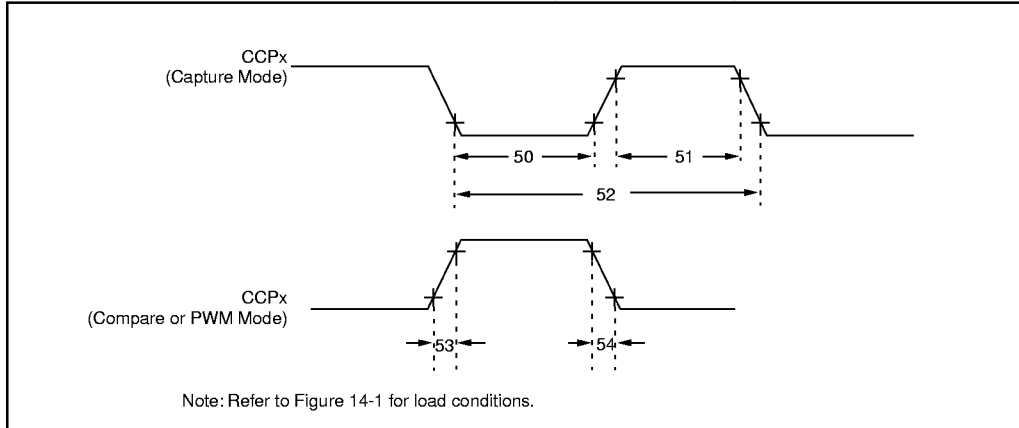 CCPx
(Capture Mode)
50
51
52
CCPx
(Compare or PWM Mode)
53
54
Note: Refer to Figure 14-1 for load conditions.